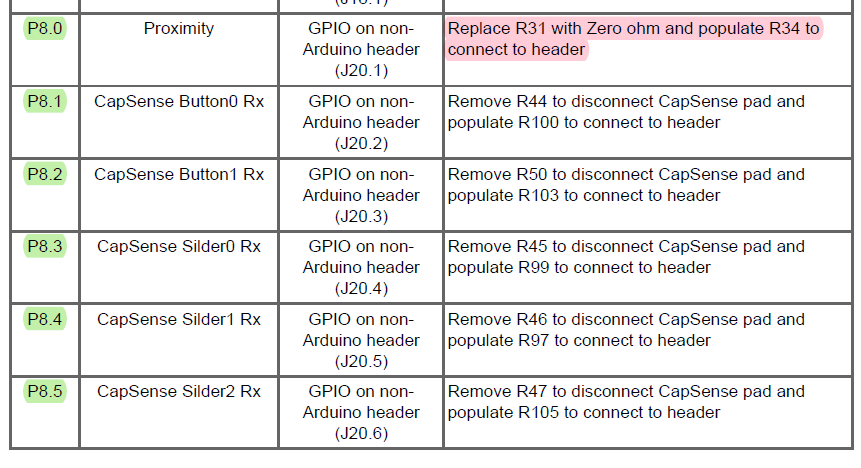 (J16.1)
P8.0 Proximity GPIO on non- Replace R31 with Zero ohm and populate R34 to
Arduino header connect to header
(J20.1)
P8.1 CapSense Button0 Rx GPIO on non- Remove R44 to disconnect CapSense pad and
Arduino header populate R100 to connect to header
(J20.2)
P8.2 CapSense Button1 Rx GPIO on non- Remove R50 to disconnect CapSense pad and
Arduino header populate R103 to connect to header
(J20.3)
P8.3 CapSense Silder0 Rx GPIO on non- Remove R45 to disconnect CapSense pad and
Arduino header populate R99 to connect to header
(J20.4)
P8.4 CapSense Silder1 Rx GPIO on non- Remove R46 to disconnect CapSense pad and
Arduino header populate R97 to connect to header
(J20.5)
P8.5 CapSense Silder2 Rx GPIO on non- Remove R47 to disconnect CapSense pad and
Arduino header populate R105 to connect to header
(J20.6)